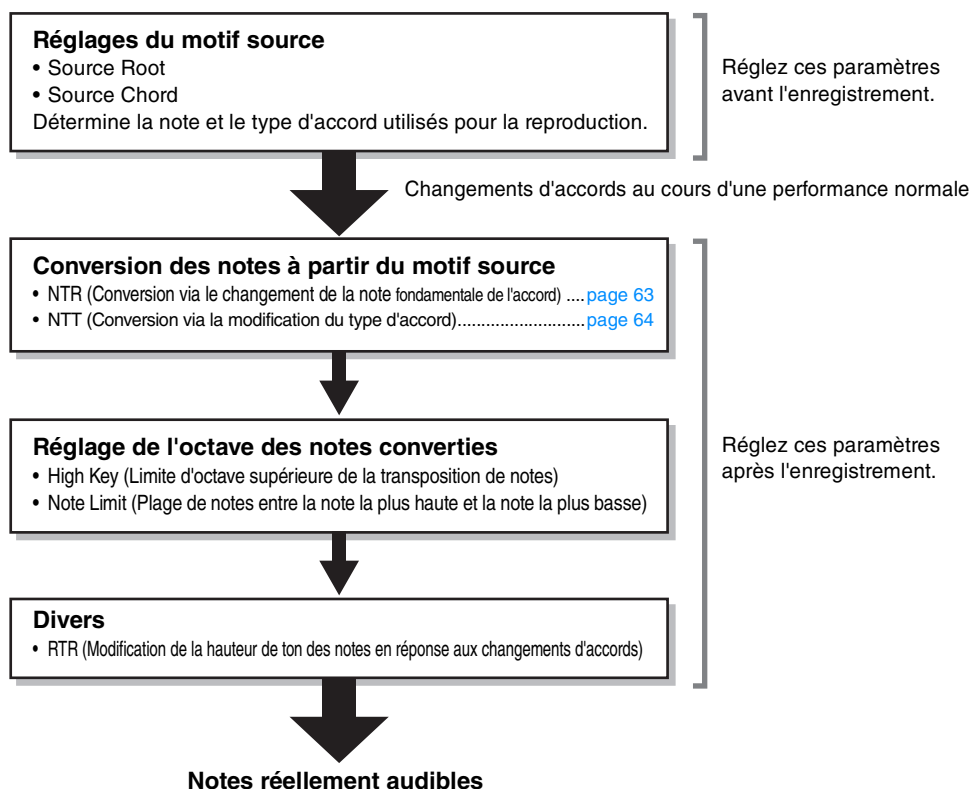 Réglages du motif source
• Source Root
• Source Chord
Détermine la note et le type d'accord utilisés pour la reproduction.
Réglez ces paramètres
avant l'enregistrement.
Changements d'accords au cours d'une performance normale
Conversion des notes à partir du motif source
• NTR (Conversion via le changement de la note fondamentale de l'accord) ....page 63
• NTT (Conversion via la modification du type d'accord)...........................page 64
Réglage de l'octave des notes converties
• High Key (Limite d'octave supérieure de la transposition de notes)
• Note Limit (Plage de notes entre la note la plus haute et la note la plus basse)
Réglez ces paramètres
après l'enregistrement.
Divers
• RTR (Modification de la hauteur de ton des notes en réponse aux changements d'accords)
Notes réellement audibles